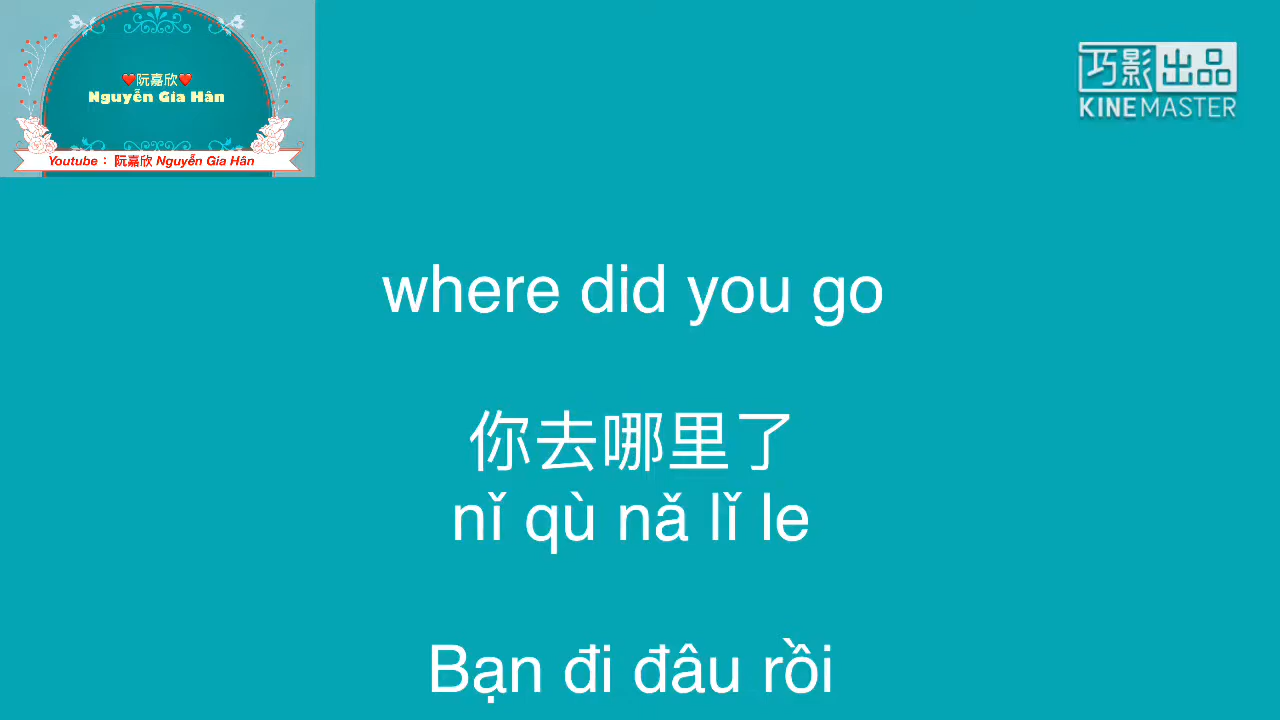 ❤️阮嘉欣❤️
Nguyễn Gia Hân
Youtube： 阮嘉欣 Nguyễn Gia Hân
巧影出品
KINEMASTER
where did you go
你去哪里了
nǐ qù nǎ lǐ le
Bạn đi đâu rồi